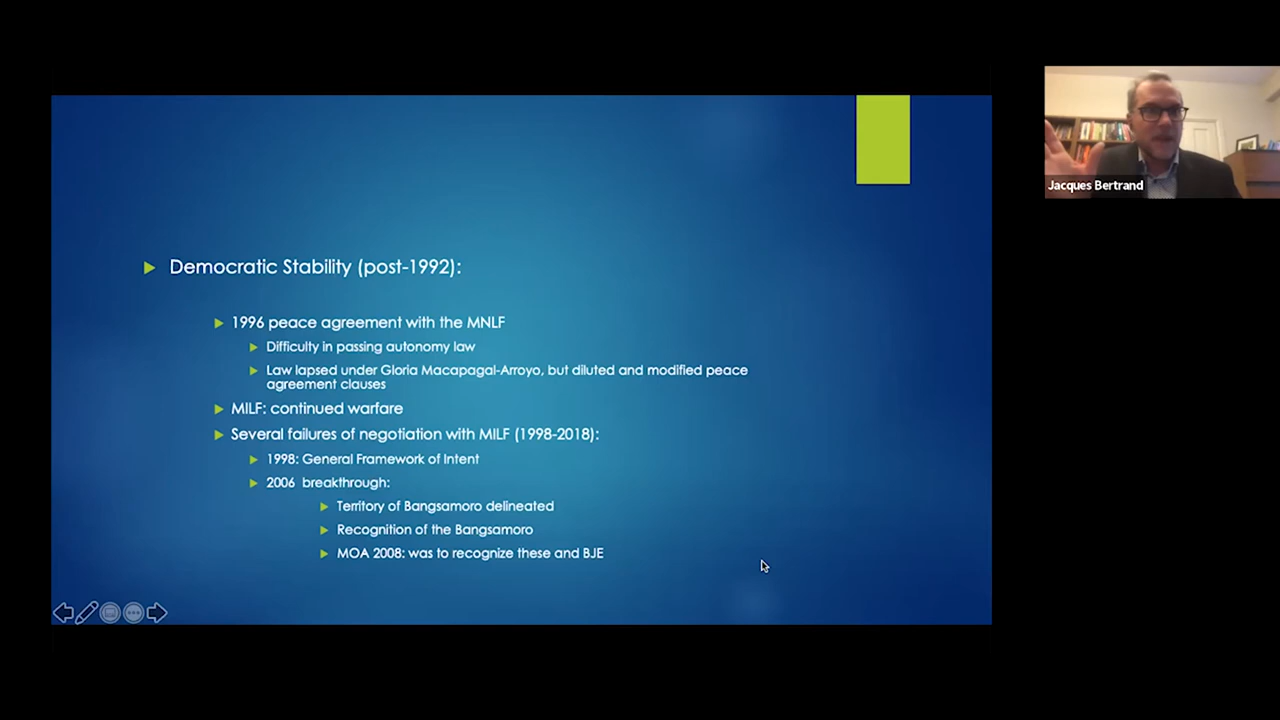 Democratic Stability (post-1992):
1996 peace agreement with the MNLF
Difficulty in passing autonomy law
Law lapsed under Gloria Macapagal-Arroyo, but diluted and modified peace
agreement clauses
MILF: continued warfare
Several failures of negotiation with MILF (1998-2018):
1998: General Framework of Intent
2006 breakthrough:
Territory of Bangsamoro delineated
Recognition of the Bangsamoro
MOA 2008: was to recognize these and BJE
Jacques Bertrand